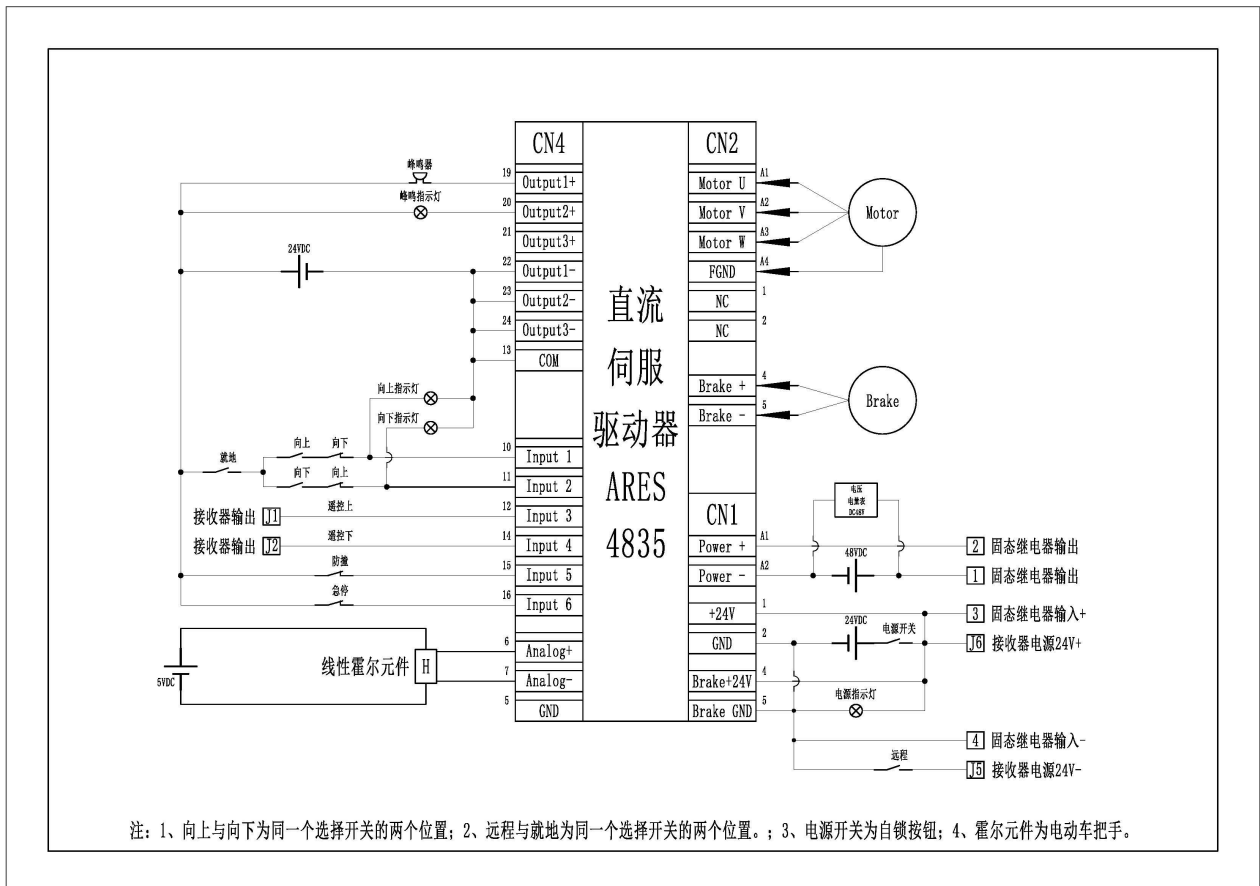 CN4
CN2
蜂鸣器
19
Output1+
Motor U
A1
蜂鸣指示灯
20
Output2+
Motor V
A2
Motor
21
Output3+
Motor W
A3
24VDC
22
Output1-
FGND
A4
23
Output2-
NC
1
24
Output3-
NC
2
13
COM
直流
伺服
驱动器
ARES
4835
Brake +
4
Brake -
5
Brake
向上指示灯
向下指示灯
就地
向上
向下
10
Input 1
向下
向上
11
Input 2
接收器输出
J1
遥控上
12
Input 3
接收器输出
J2
遥控下
14
Input 4
防撞
15
Input 5
急停
16
Input 6
CN1
电压
电量表
DC48V
Power +
A1
2
固态继电器输出
Power -
A2
48VDC
1
固态继电器输出
+24V
1
3
固态继电器输入+
GND
2
24VDC
电源开关
J6
接收器电源24V+
Brake+24V
4
Brake GND
5
电源指示灯
4
固态继电器输入-
远程
J5
接收器电源24V-
5VDC
线性霍尔元件
H
6
Analog+
7
Analog-
5
GND
注：1、向上与向下为同一个选择开关的两个位置；2、远程与就地为同一个选择开关的两个位置。；3、电源开关为自锁按钮；4、霍尔元件为电动车把手。